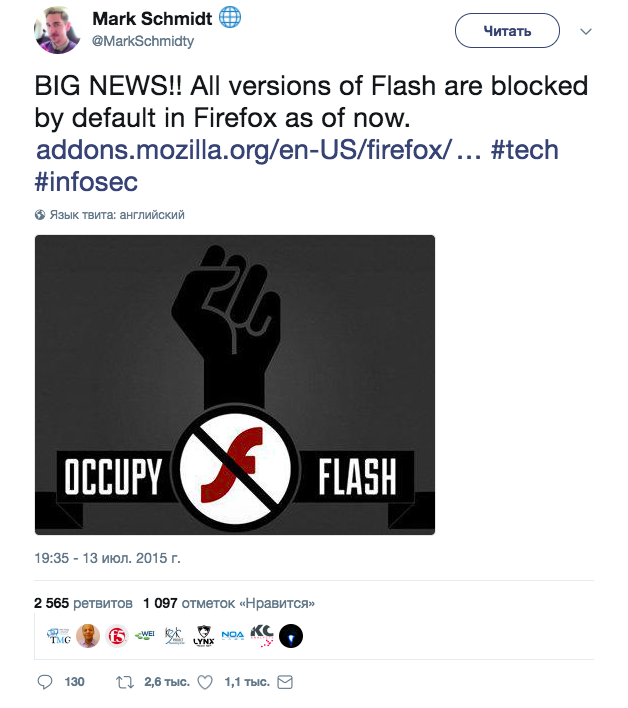 Mark Schmidt
@MarkSchmidty
Читать
BIG NEWS!! All versions of Flash are blocked
by default in Firefox as of now.
addons.mozilla.org/en-US/firefox/ … #tech
#infosec
Язык твита: английский
OCCUPY FLASH
19:35 - 13 июл. 2015 г.
2 565 ретвитов 1 097 отметок «Нравится»
TMG WEI LYNX NOA KC
130 2,6 тыс. 1,1 тыс.